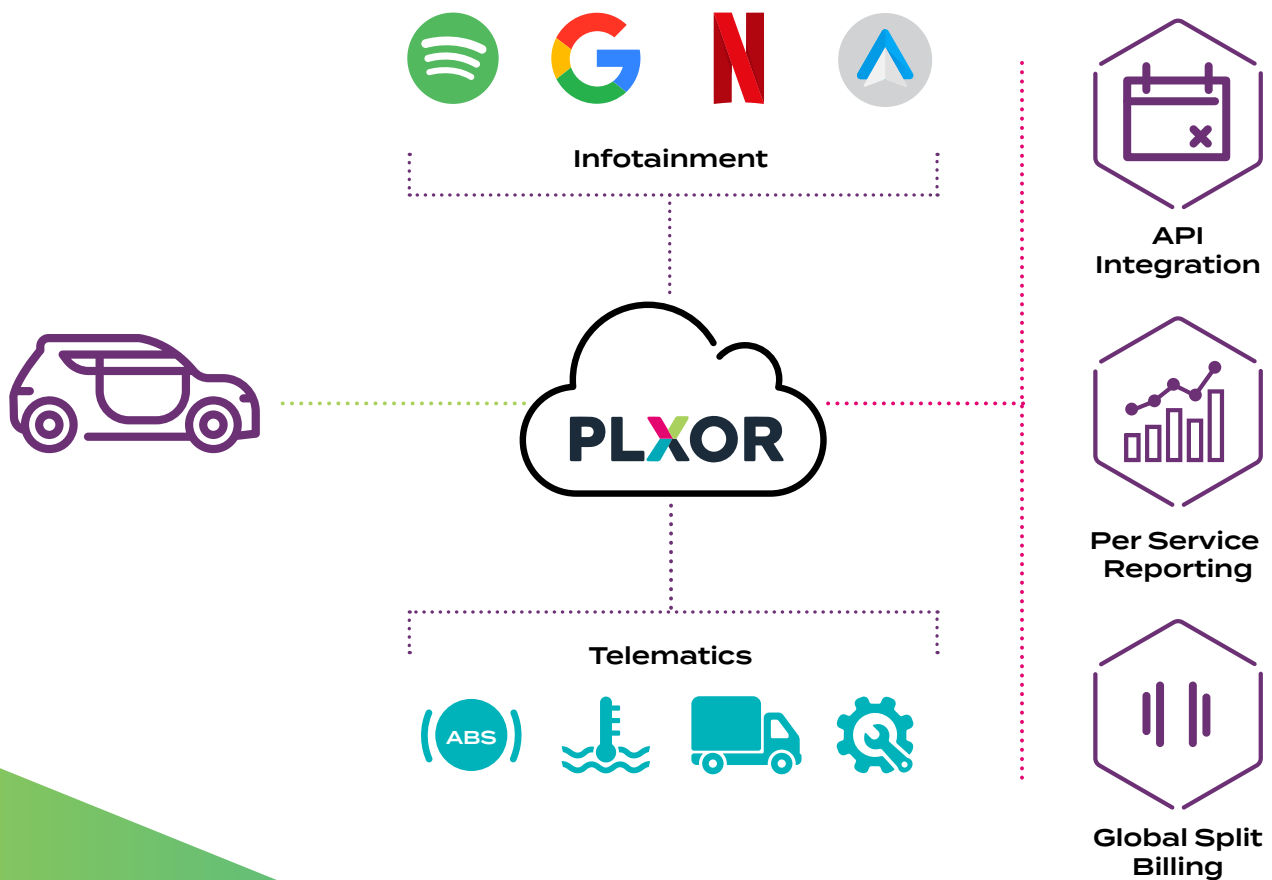 Infotainment
API
Integration
PLXOR
Per Service
Reporting
Telematics
ABS
Global Split
Billing